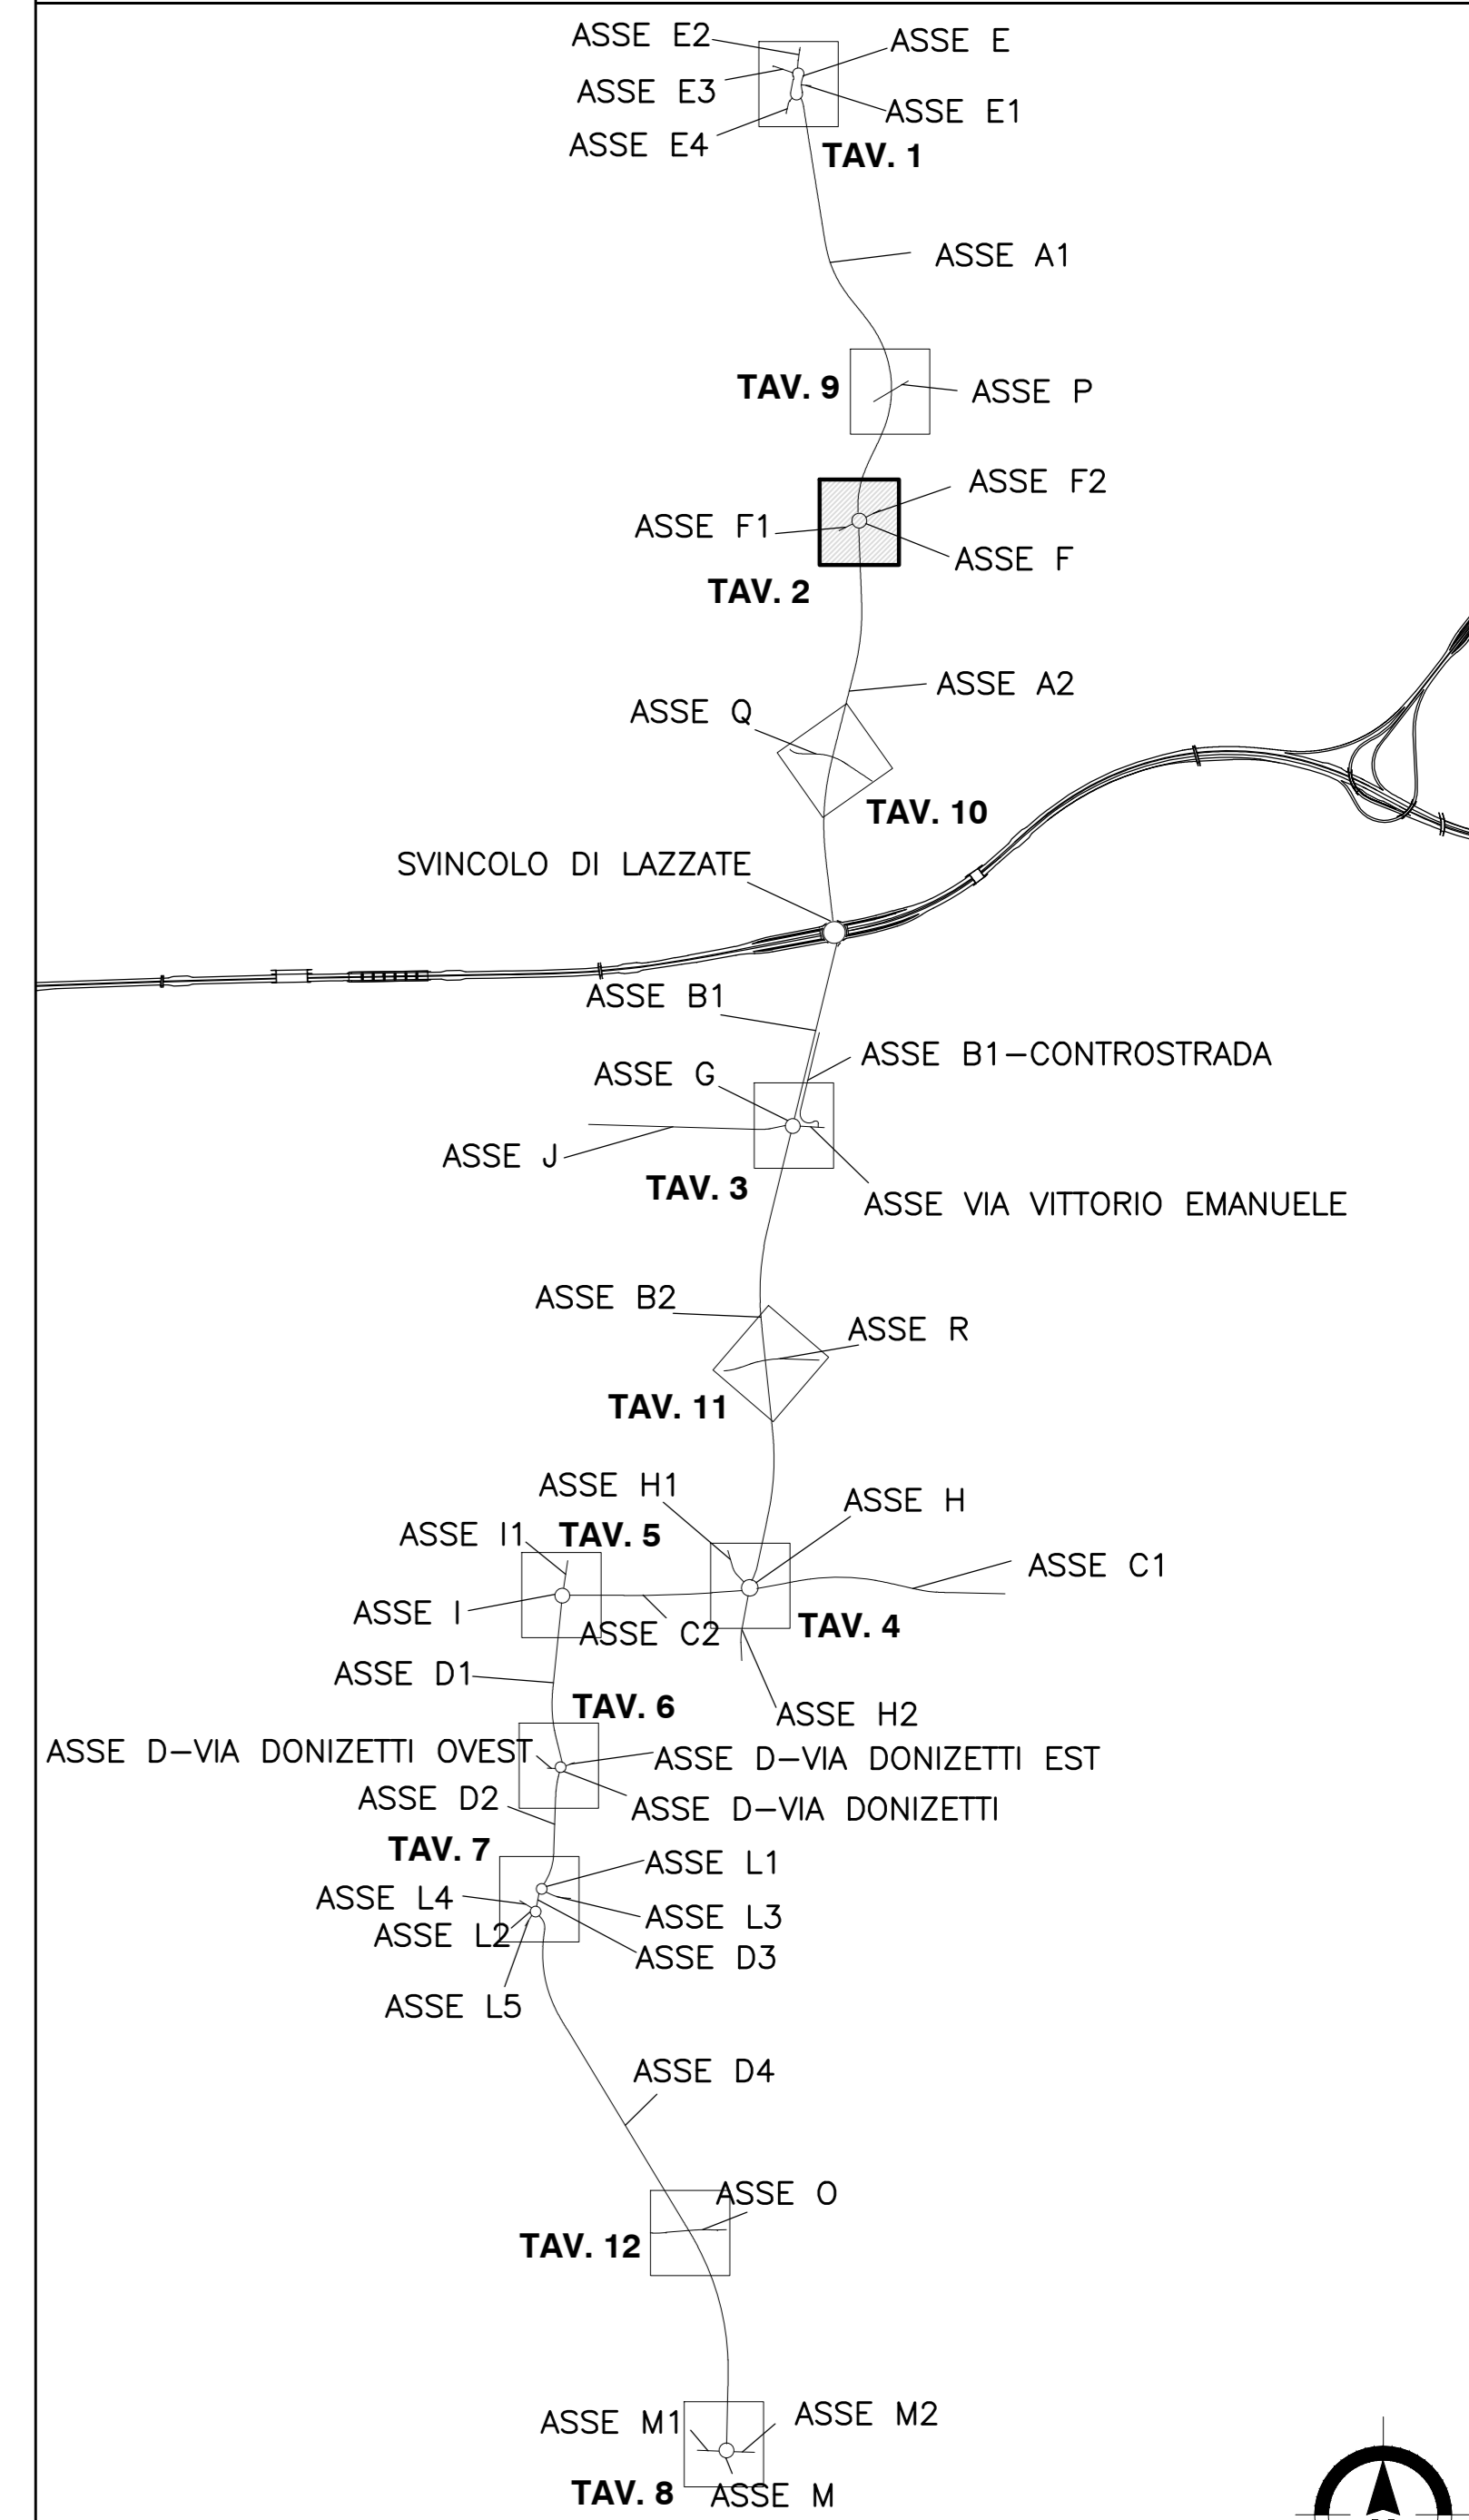 ASSE E2
ASSE E
ASSE E3
ASSE E1
ASSE E4
TAV. 1
ASSE A1
TAV. 9
ASSE P
ASSE F2
ASSE F1
ASSE F
TAV. 2
ASSE A2
ASSE Q
TAV. 10
SVINCOLO DI LAZZATE
ASSE B1
ASSE B1-CONTROSTRADA
ASSE G
ASSE J
TAV. 3
ASSE VIA VITTORIO EMANUELE
ASSE B2
ASSE R
TAV. 11
ASSE H1
ASSE H
ASSE I1
TAV. 5
ASSE C1
ASSE I
ASSE C2
TAV. 4
ASSE D1
TAV. 6
ASSE H2
ASSE D-VIA DONIZETTI OVEST
ASSE D-VIA DONIZETTI EST
ASSE D2
ASSE D-VIA DONIZETTI
TAV. 7
ASSE L1
ASSE L4
ASSE L3
ASSE L2
ASSE D3
ASSE L5
ASSE D4
ASSE O
TAV. 12
ASSE M1
ASSE M2
TAV. 8
ASSE M